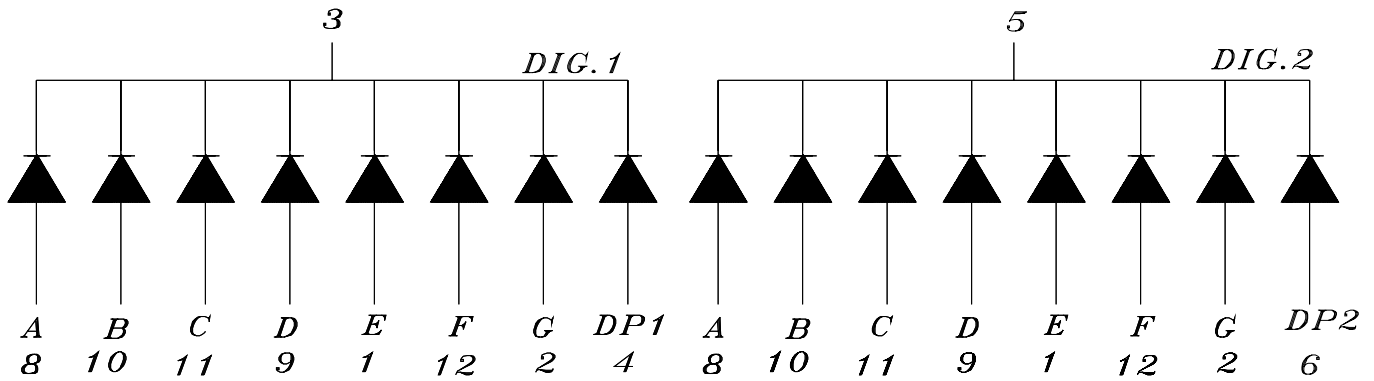 3 5
DIG.1 DIG.2
A B C D E F G DP1 A B C D E F G DP2
8 10 11 9 1 12 2 4 8 10 11 9 1 12 2 6